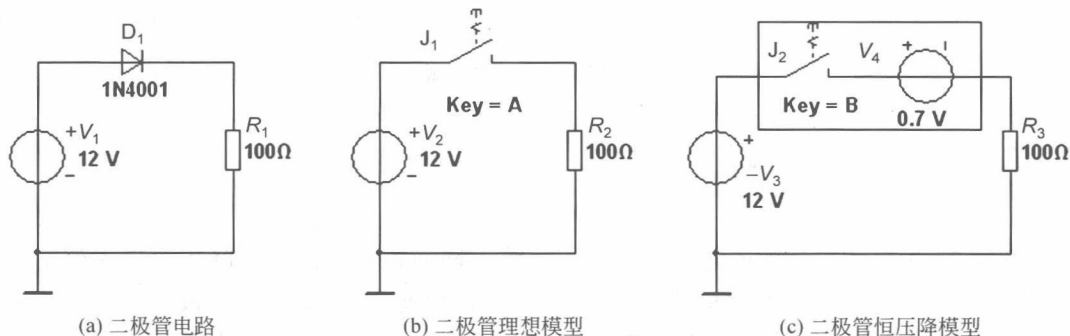 D₁
1N4001
+V₁
12 V
−
R₁
100Ω
(a) 二极管电路
J₁
Key = A
+V₂
12 V
−
R₂
100Ω
(b) 二极管理想模型
J₂
V₄
+
−
Key = B
0.7 V
+
−V₃
12 V
R₃
100Ω
(c) 二极管恒压降模型